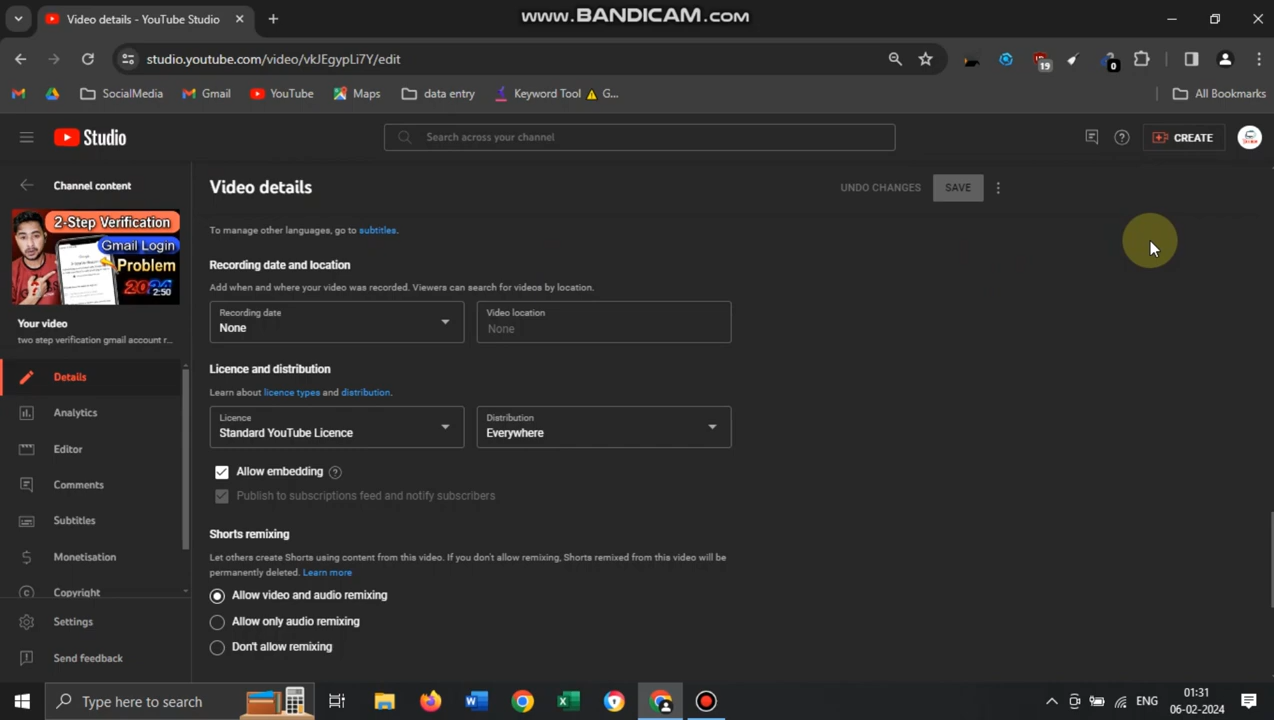 www.BANDICAM.com
Video details - YouTube Studio
studio.youtube.com/video/vkJEgypLi7Y/edit
19
0
SocialMedia
Gmail
YouTube
Maps
data entry
Keyword Tool
G...
All Bookmarks
Studio
Search across your channel
CREATE
Channel content
Video details
UNDO CHANGES
SAVE
2-Step Verification
Gmail Login
Problem
2024
2:50
Your video
two step verification gmail account r...
Details
Analytics
Editor
Comments
Subtitles
Monetisation
Copyright
Settings
Send feedback
To manage other languages, go to subtitles.
Recording date and location
Add when and where your video was recorded. Viewers can search for videos by location.
Recording date
None
Video location
None
Licence and distribution
Learn about licence types and distribution.
Licence
Standard YouTube Licence
Distribution
Everywhere
Allow embedding
Publish to subscriptions feed and notify subscribers
Shorts remixing
Let others create Shorts using content from this video. If you don't allow remixing, Shorts remixed from this video will be
permanently deleted. Learn more
Allow video and audio remixing
Allow only audio remixing
Don't allow remixing
Type here to search
ENG
01:31
06-02-2024